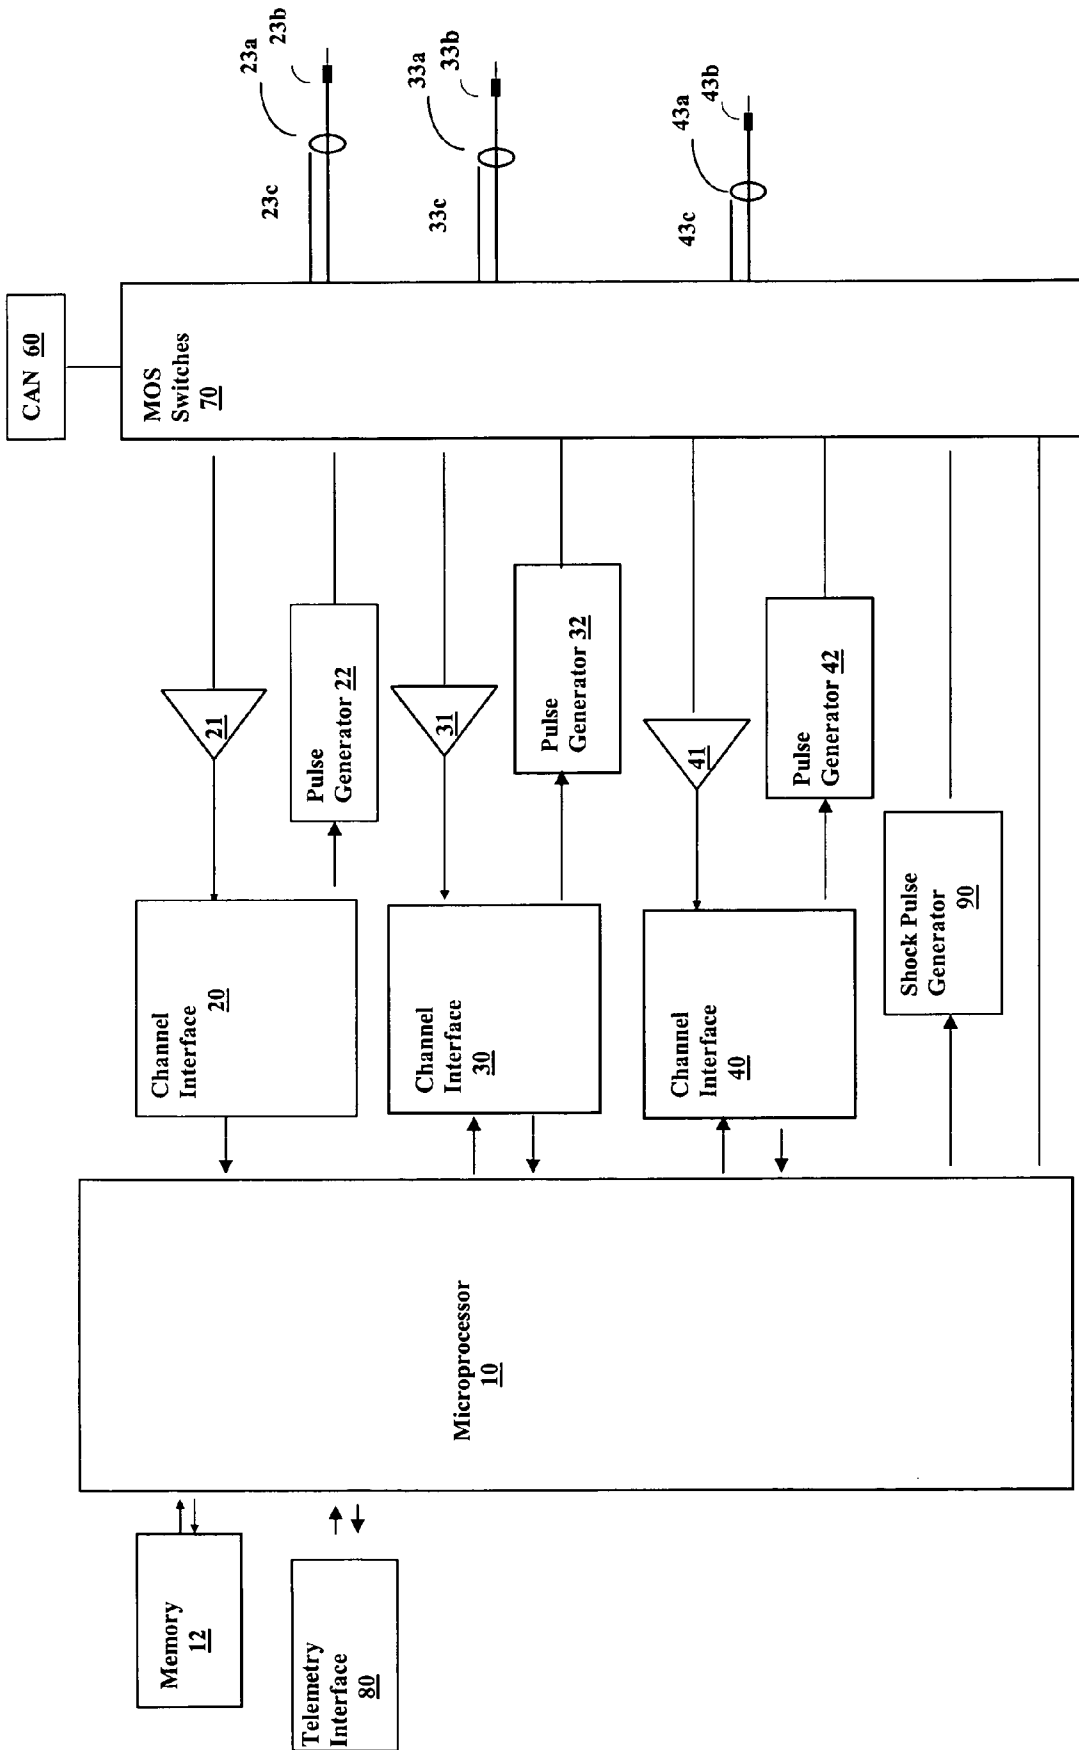 CAN 60
MOS
Switches
70
23a
23b
23c
33a
33b
33c
43a
43b
43c
21
Pulse
Generator 22
31
Pulse
Generator 32
41
Pulse
Generator 42
Channel
Interface
20
Channel
Interface
30
Channel
Interface
40
Shock Pulse
Generator
90
Microprocessor
10
Memory
12
Telemetry
Interface
80